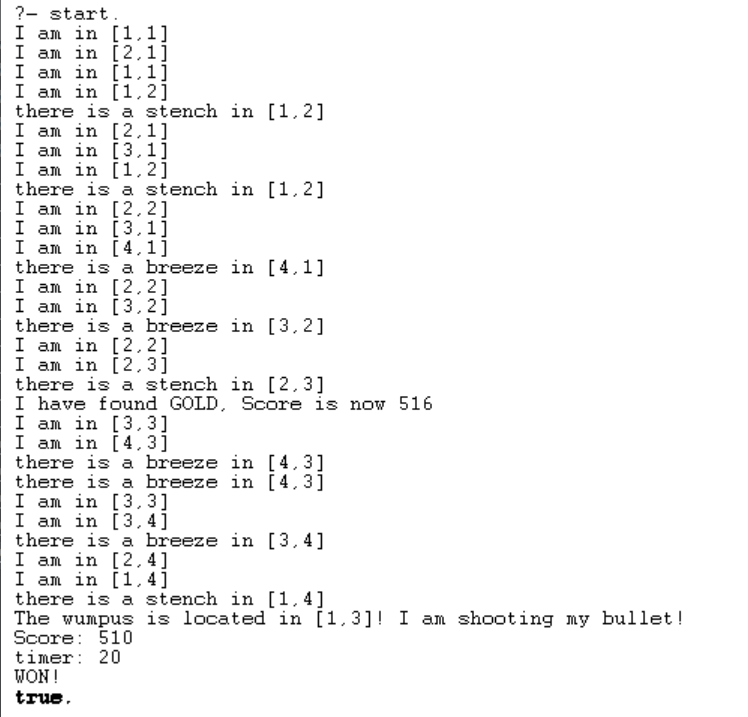 ?- start.
I am in [1,1]
I am in [2,1]
I am in [1,1]
I am in [1,2]
there is a stench in [1,2]
I am in [2,1]
I am in [3,1]
I am in [1,2]
there is a stench in [1,2]
I am in [2,2]
I am in [3,1]
I am in [4,1]
there is a breeze in [4,1]
I am in [2,2]
I am in [3,2]
there is a breeze in [3,2]
I am in [2,2]
I am in [2,3]
there is a stench in [2,3]
I have found GOLD, Score is now 516
I am in [3,3]
I am in [4,3]
there is a breeze in [4,3]
there is a breeze in [4,3]
I am in [3,3]
I am in [3,4]
there is a breeze in [3,4]
I am in [2,4]
I am in [1,4]
there is a stench in [1,4]
The wumpus is located in [1,3]! I am shooting my bullet!
Score: 510
timer: 20
WON!
true.